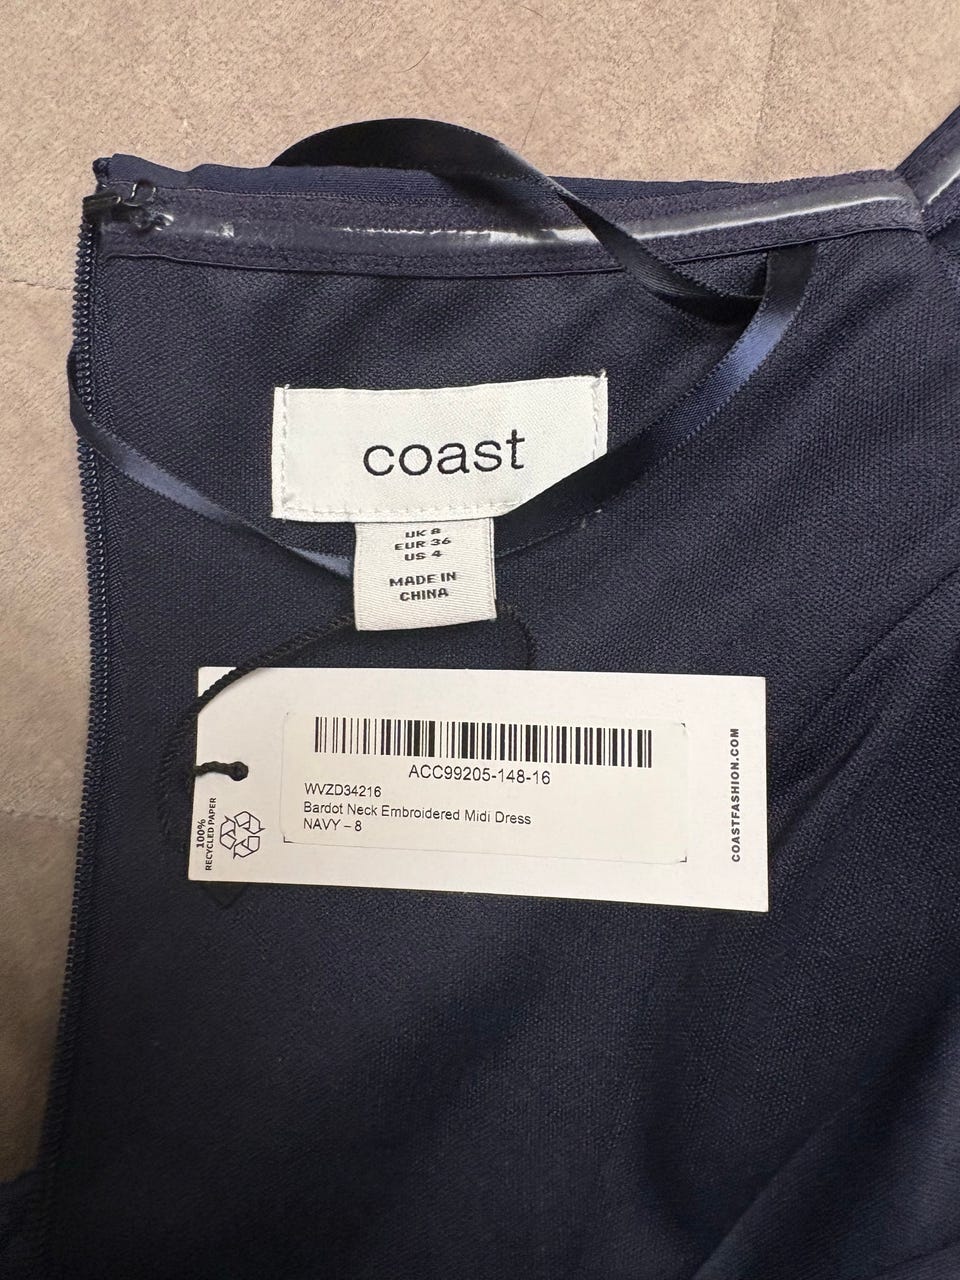 coast
UK 8
EUR 36
US 4
MADE IN
CHINA
ACC99205-148-16
WVZD34216
Bardot Neck Embroidered Midi Dress
NAVY – 8
100%
RECYCLED PAPER
COASTFASHION.COM